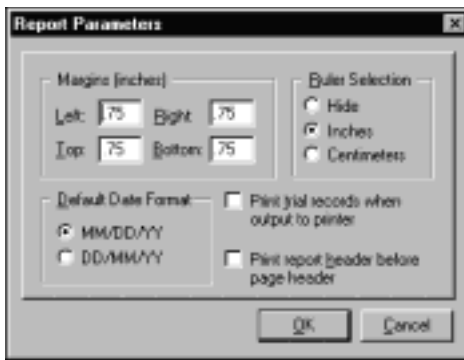 Report Parameters
Margins (inches)
Left: .75 Right: .75
Top: .75 Bottom: .75
Ruler Selection
Hide
Inches
Centimeters
Default Date Format
MM/DD/YY
DD/MM/YY
Print trial records when
output to printer
Print report header before
page header
OK Cancel